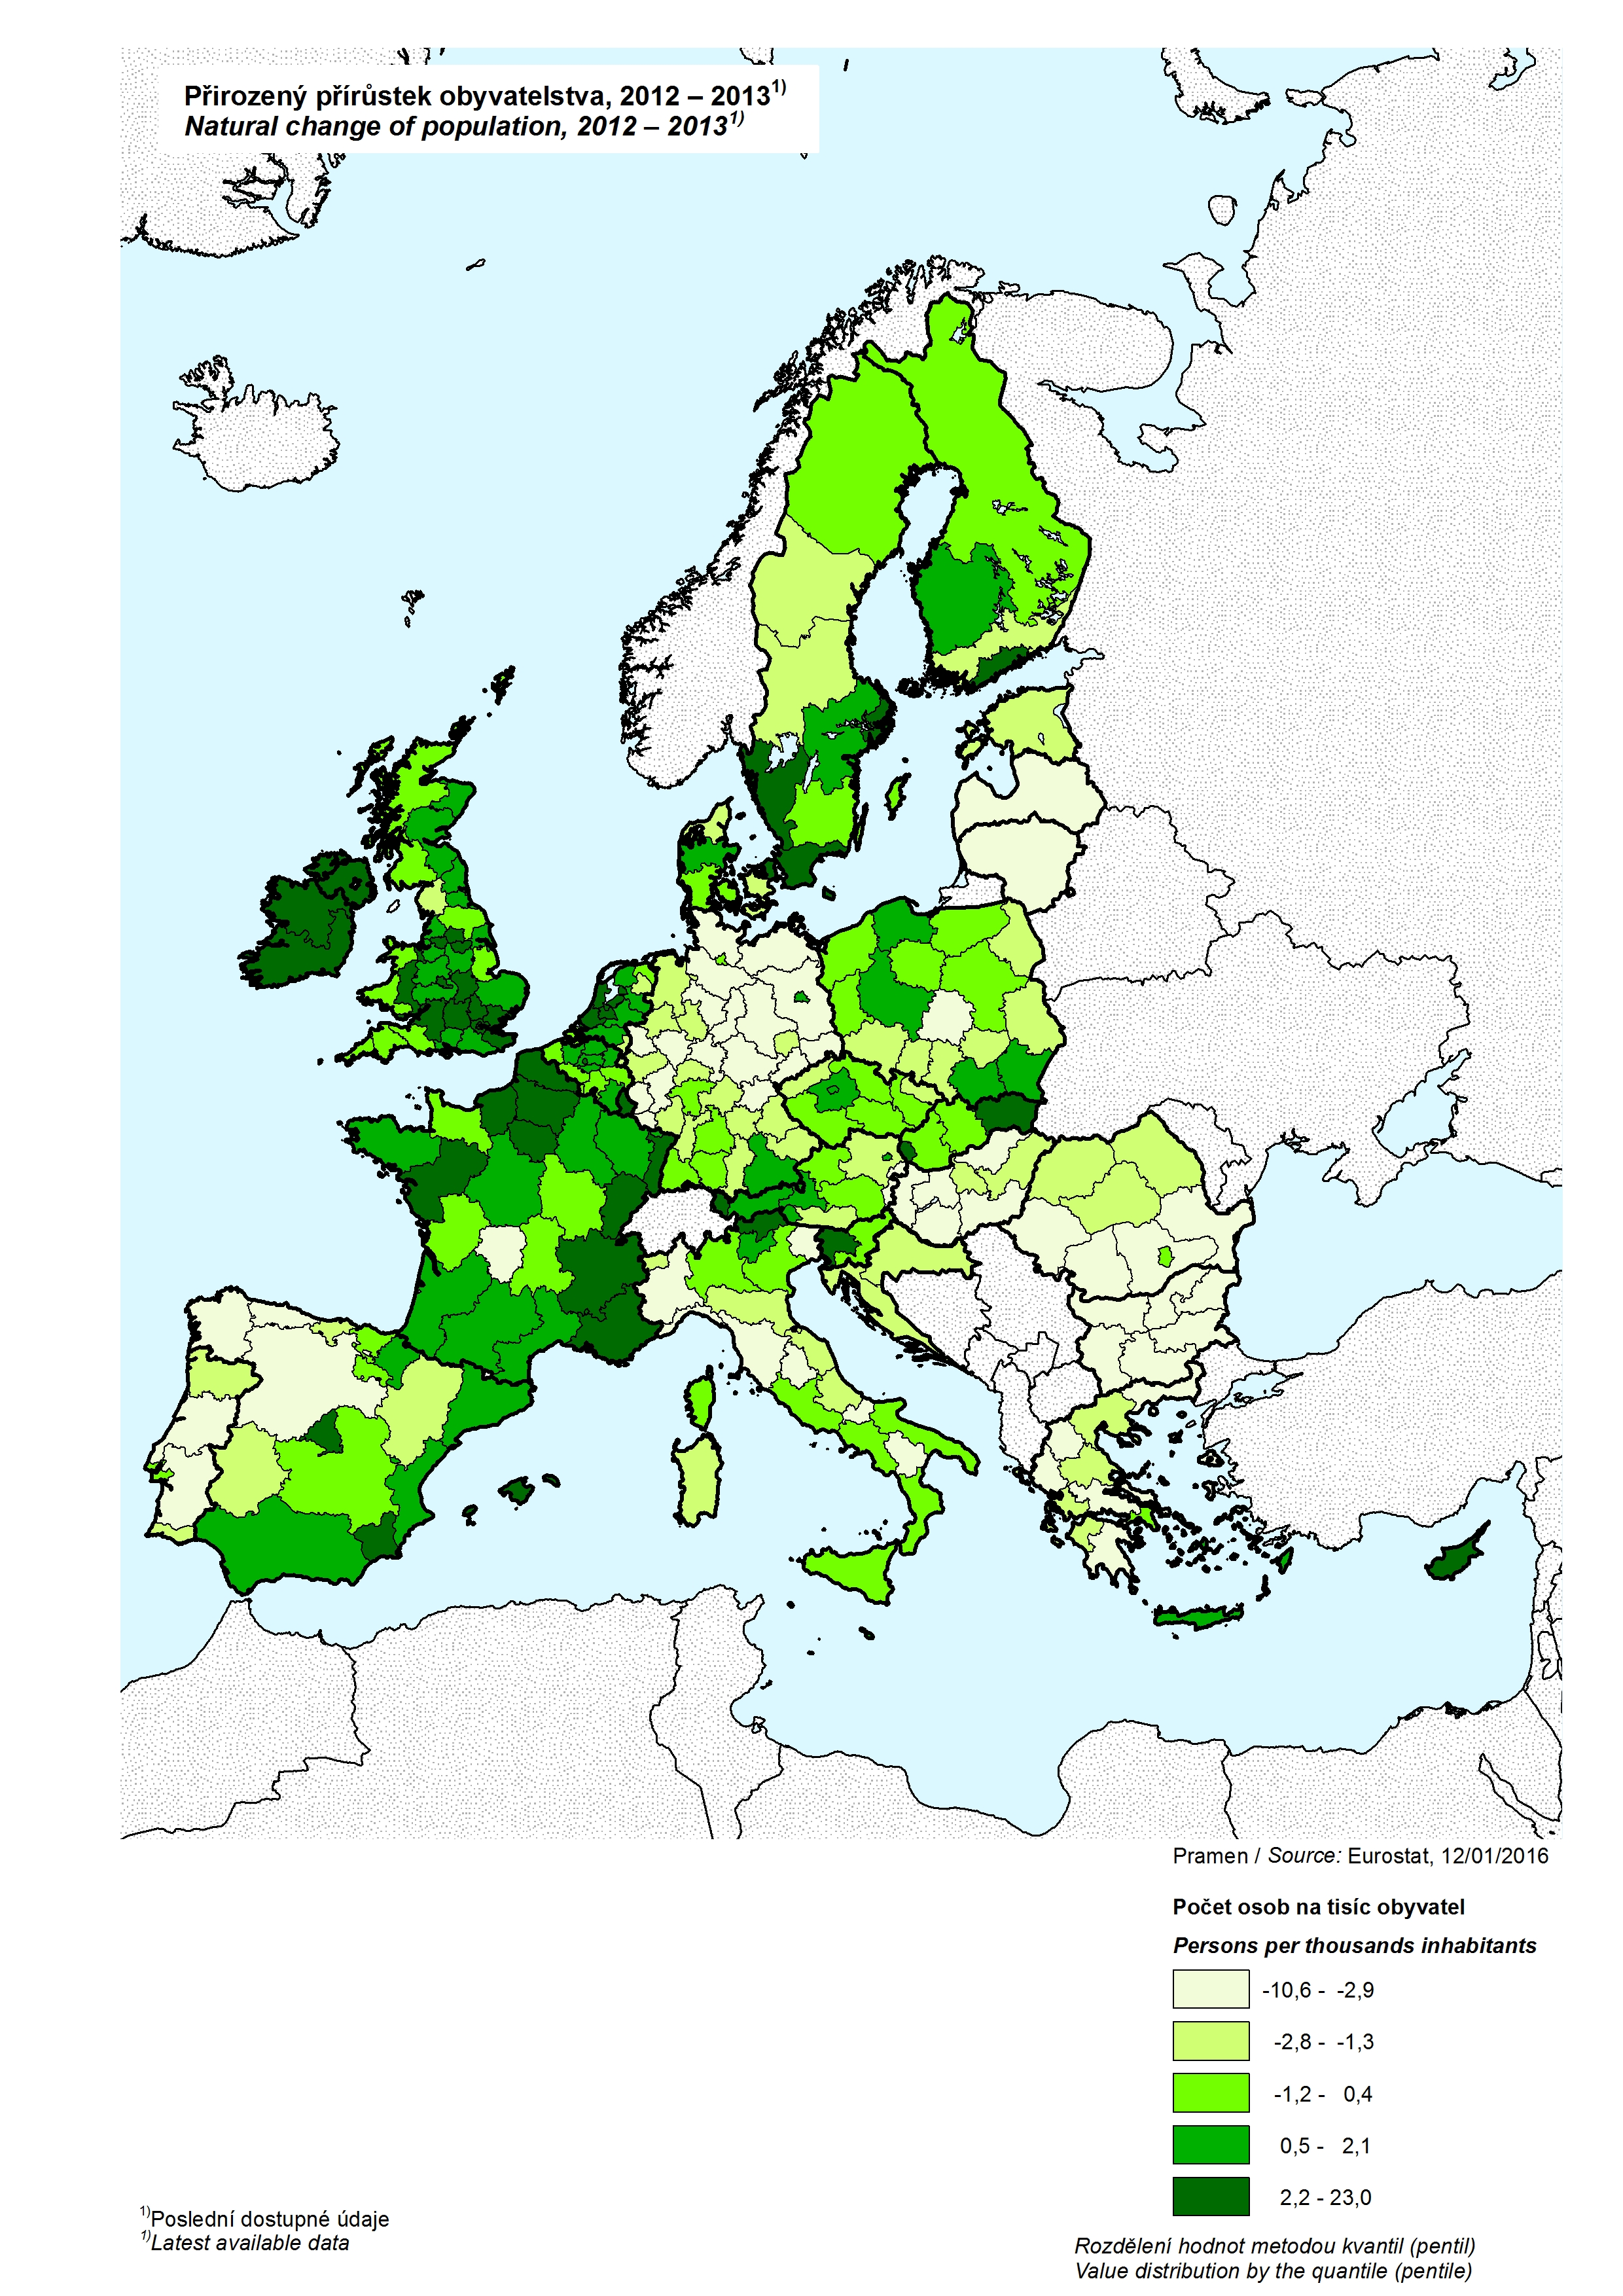 Přirozený přírůstek obyvatelstva, 2012 – 2013¹⁾
Natural change of population, 2012 – 2013¹⁾
Pramen / Source: Eurostat, 12/01/2016
Počet osob na tisíc obyvatel
Persons per thousands inhabitants
-10,6 - -2,9
-2,8 - -1,3
-1,2 - 0,4
0,5 - 2,1
2,2 - 23,0
¹⁾Poslední dostupné údaje
¹⁾Latest available data
Rozdělení hodnot metodou kvantil (pentil)
Value distribution by the quantile (pentile)